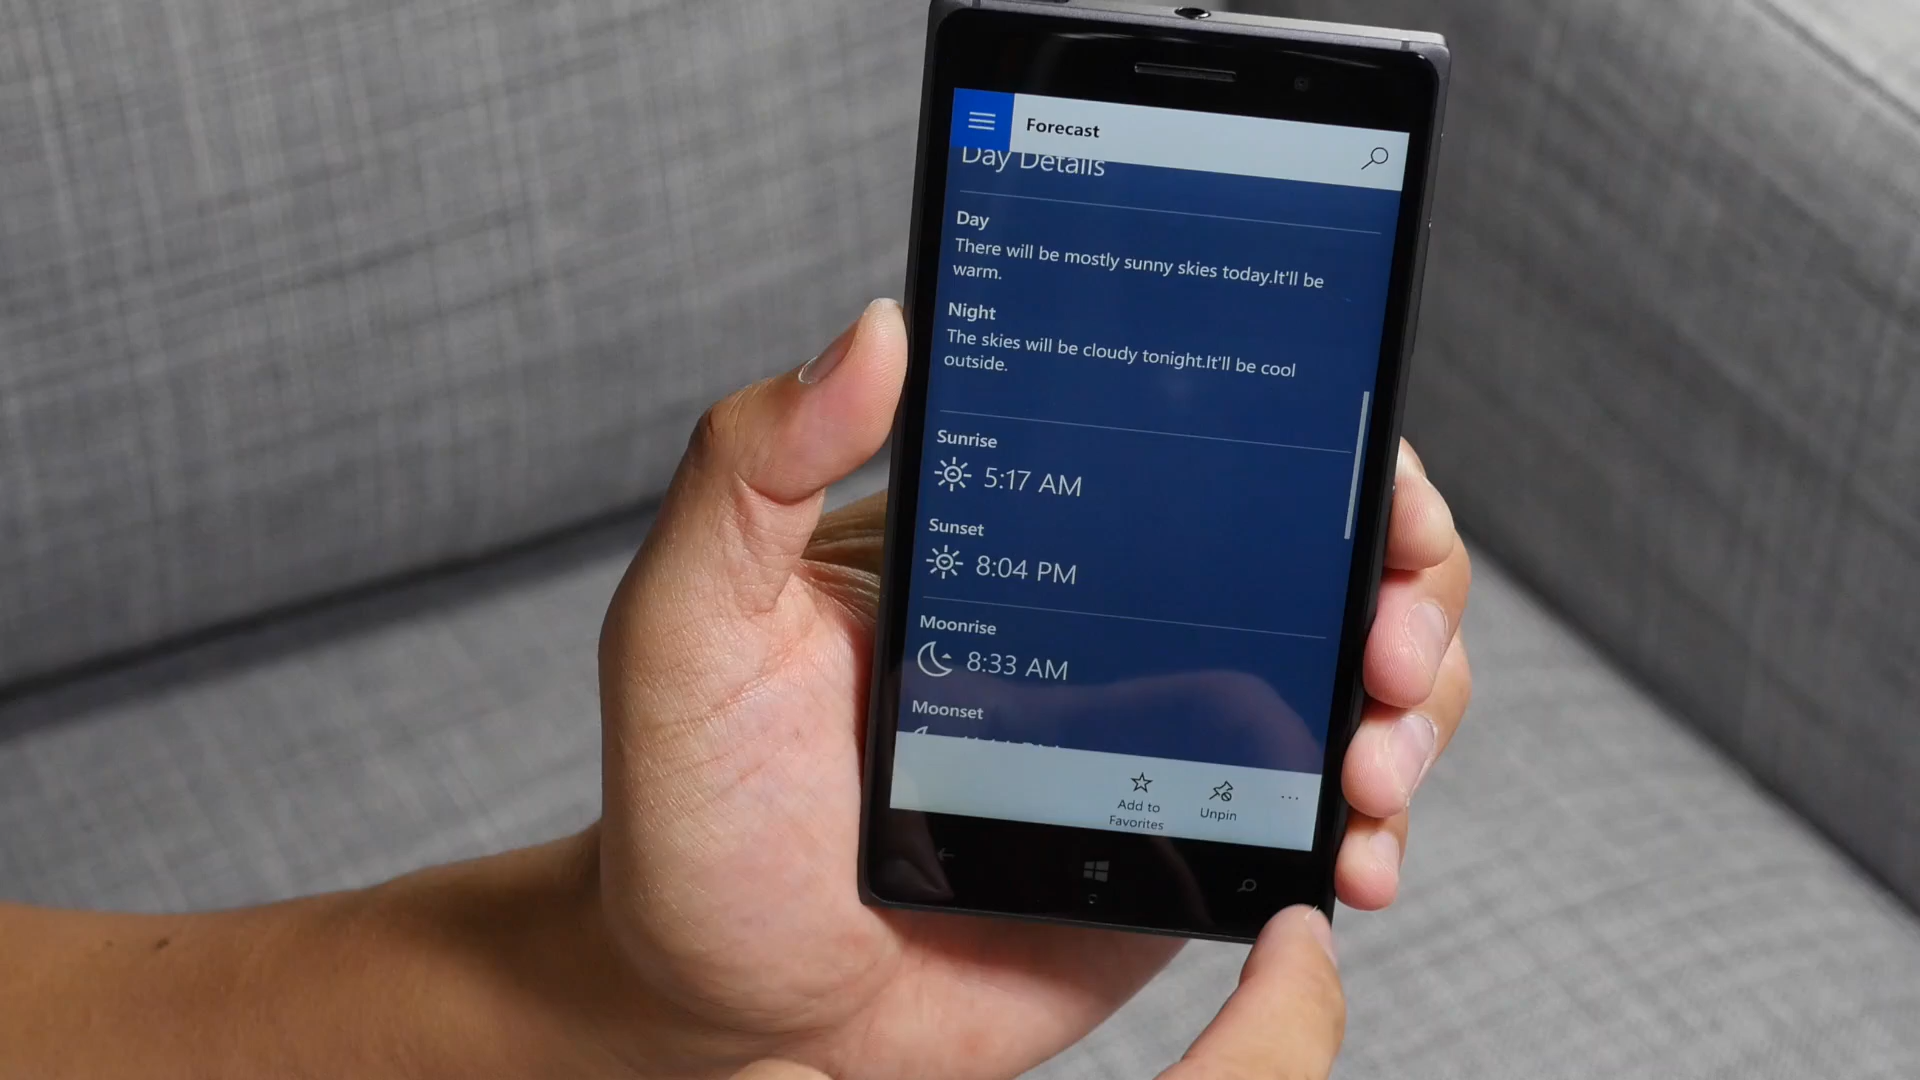 Forecast
Day Details
Day
There will be mostly sunny skies today.It'll be
warm.
Night
The skies will be cloudy tonight.It'll be cool
outside.
Sunrise
5:17 AM
Sunset
8:04 PM
Moonrise
8:33 AM
Moonset
Add to
Favorites
Unpin